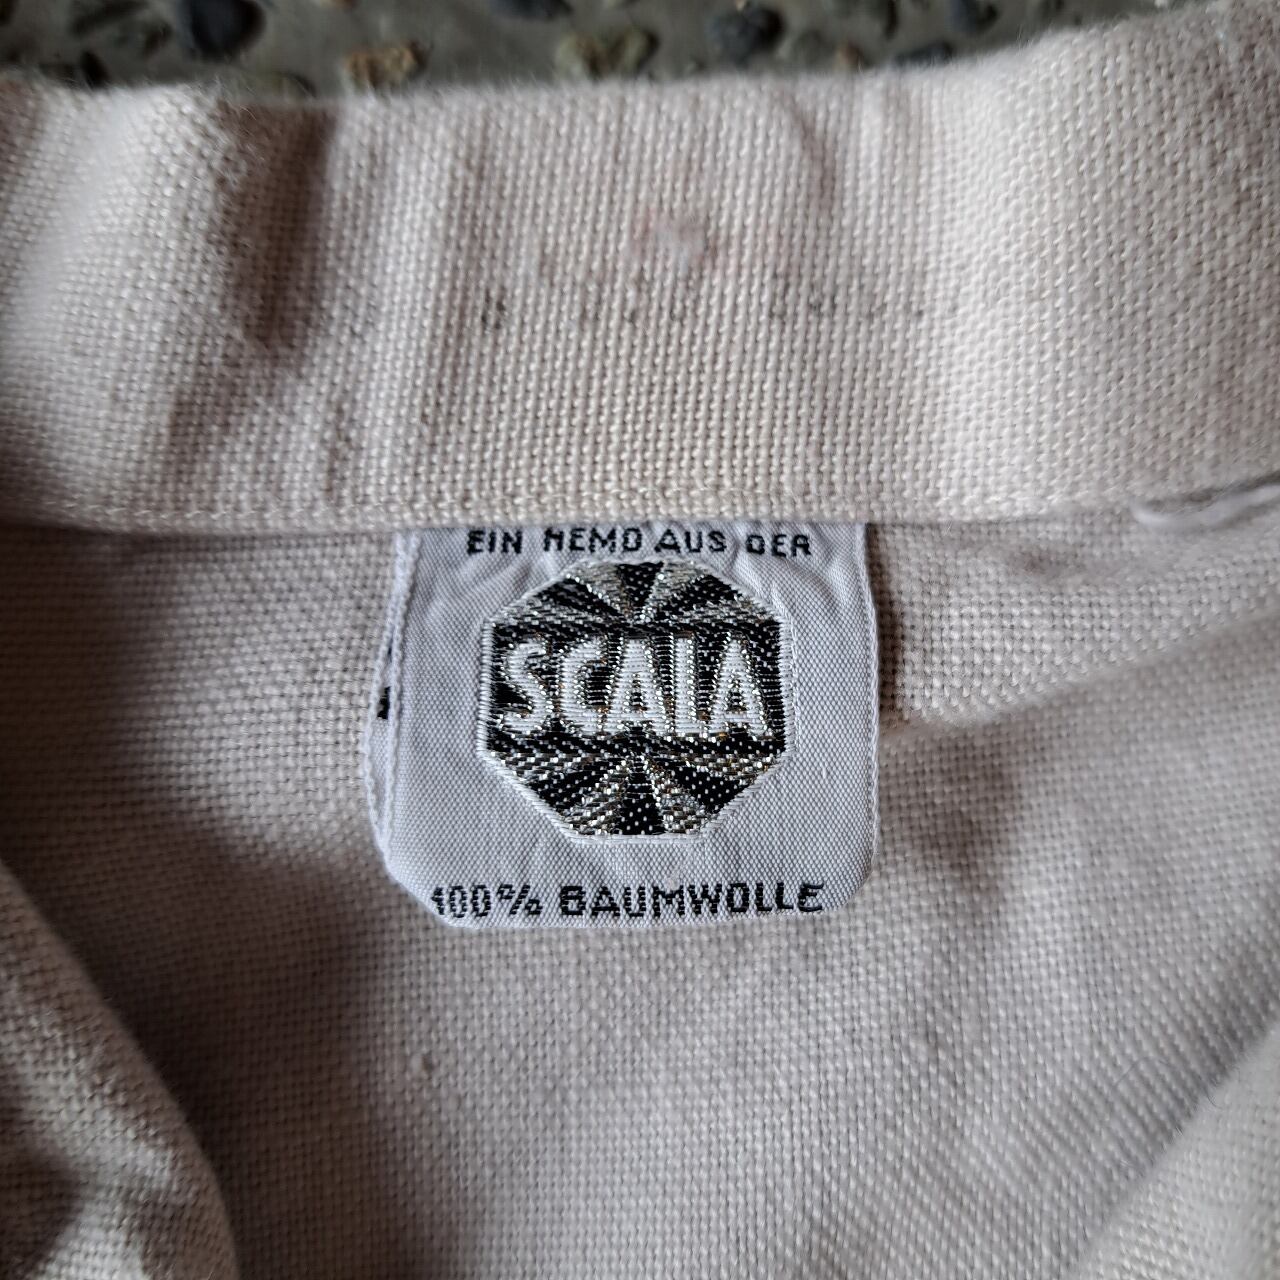 EIN HEMD AUS DER
SCALA
100% BAUMWOLLE